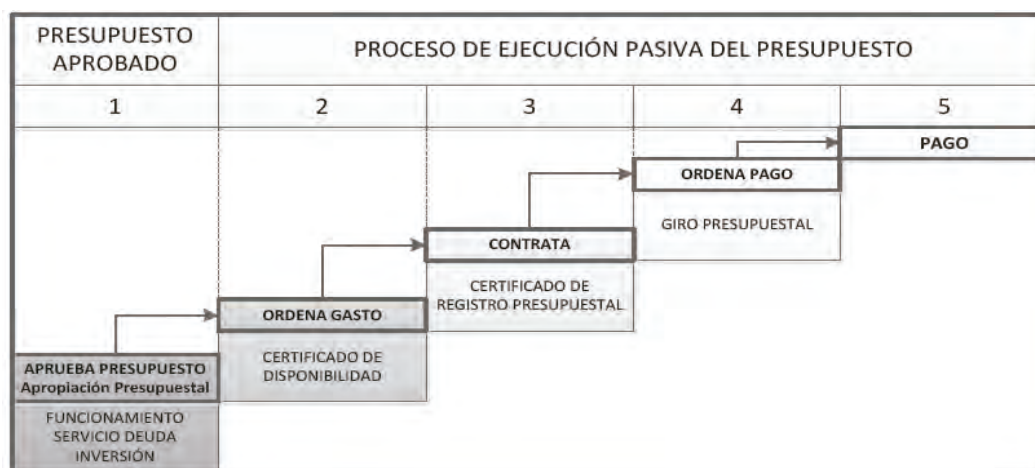 PRESUPUESTO
APROBADO
PROCESO DE EJECUCIÓN PASIVA DEL PRESUPUESTO
1
2
3
4
5
PAGO
ORDENA PAGO
GIRO PRESUPUESTAL
CONTRATA
CERTIFICADO DE
REGISTRO PRESUPUESTAL
ORDENA GASTO
CERTIFICADO DE
DISPONIBILIDAD
APRUEBA PRESUPUESTO
Apropiación Presupuestal
FUNCIONAMIENTO
SERVICIO DEUDA
INVERSIÓN